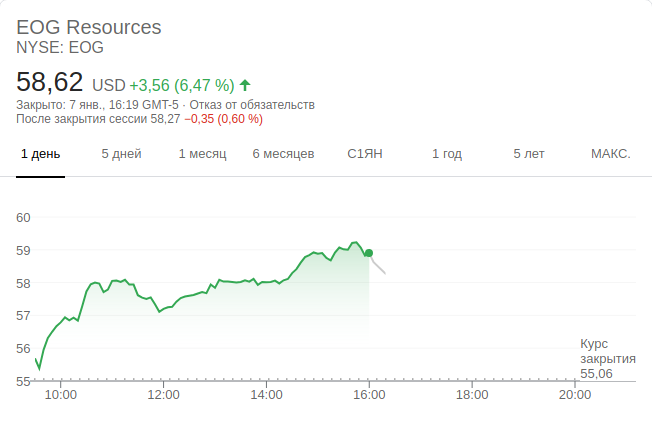 EOG Resources
NYSE: EOG
58,62 USD +3,56 (6,47 %)
Закрыто: 7 янв., 16:19 GMT-5 · Отказ от обязательств
После закрытия сессии 58,27 −0,35 (0,60 %)
1 день 5 дней 1 месяц 6 месяцев С1ЯН 1 год 5 лет МАКС.
60
59
58
57
56
55
Курс
закрытия
55,06
10:00 12:00 14:00 16:00 18:00 20:00